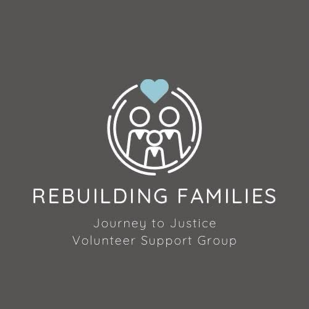 REBUILDING FAMILIES
Journey to Justice
Volunteer Support Group